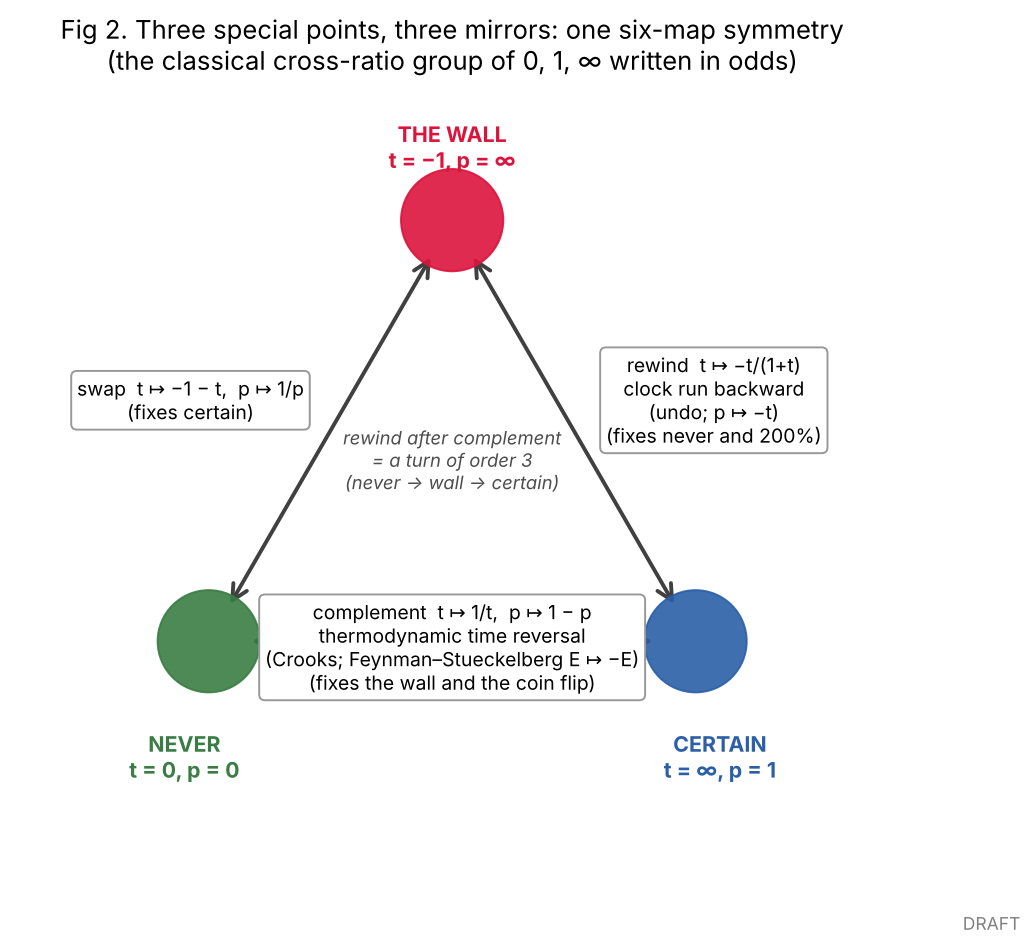 Fig 2. Three special points, three mirrors: one six-map symmetry
(the classical cross-ratio group of 0, 1, ∞ written in odds)
THE WALL
t = −1, p = ∞
swap  t ↦ −1 − t,  p ↦ 1/p
(fixes certain)
rewind  t ↦ −t/(1+t)
clock run backward
(undo; p ↦ −t)
(fixes never and 200%)
rewind after complement
= a turn of order 3
(never → wall → certain)
complement  t ↦ 1/t,  p ↦ 1 − p
thermodynamic time reversal
(Crooks; Feynman–Stueckelberg E ↦ −E)
(fixes the wall and the coin flip)
NEVER
t = 0, p = 0
CERTAIN
t = ∞, p = 1
DRAFT